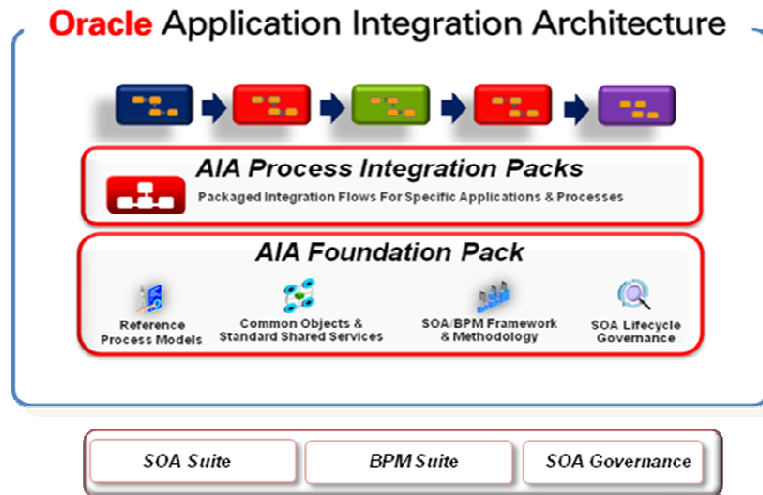 Oracle Application Integration Architecture
AIA Process Integration Packs
Packaged Integration Flows For Specific Applications & Processes
AIA Foundation Pack
Reference
Process Models
Common Objects &
Standard Shared Services
SOA/BPM Framework
& Methodology
SOA Lifecycle
Governance
SOA Suite
BPM Suite
SOA Governance